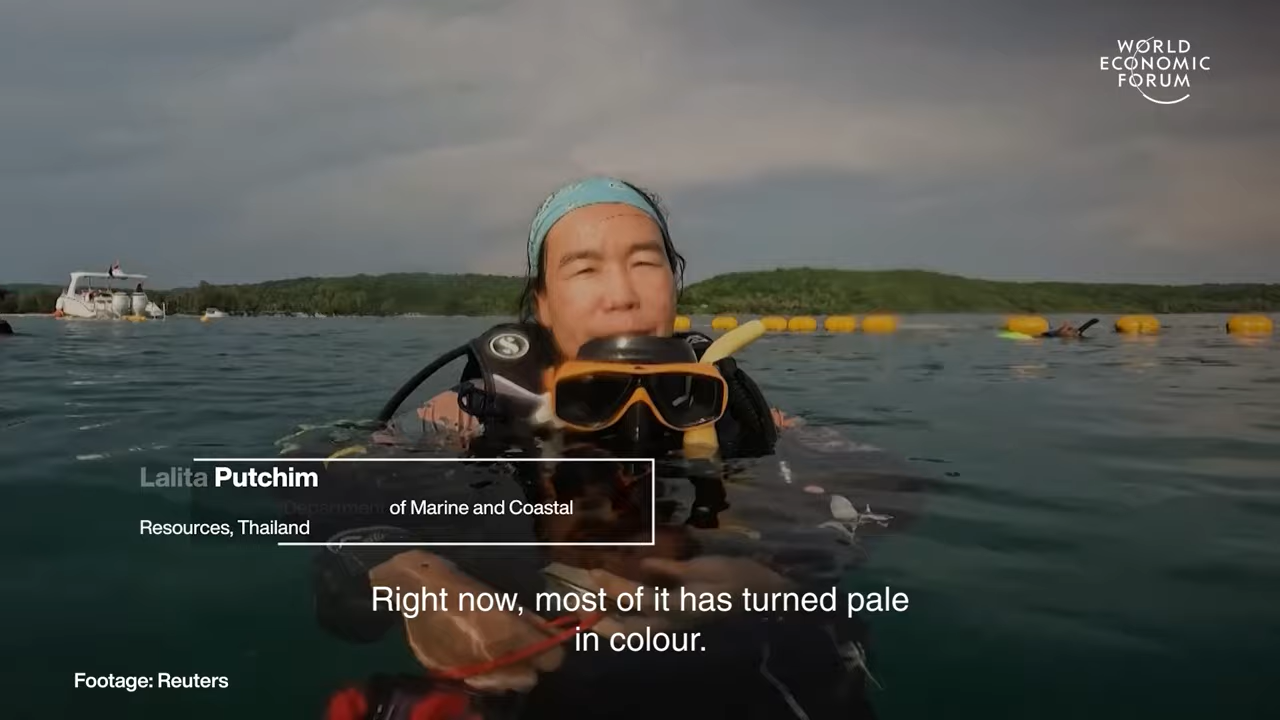 WORLD
ECONOMIC
FORUM
Lalita Putchim
Department of Marine and Coastal
Resources, Thailand
Right now, most of it has turned pale
in colour.
Footage: Reuters